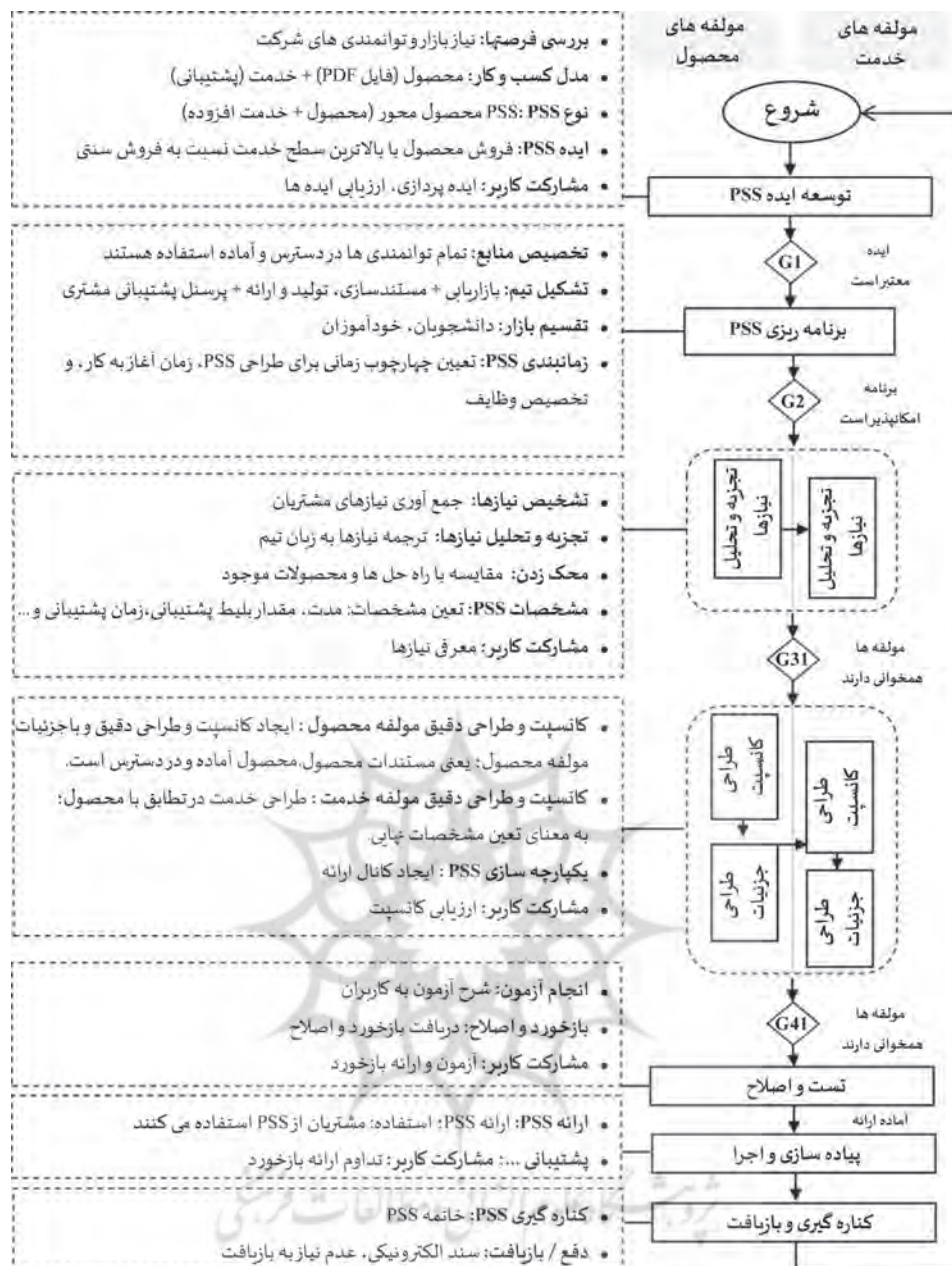 مولفه های
خدمت
مولفه های
محصول
شروع
• بررسی فرصتها: نیاز بازار و توانمندی های شرکت
• مدل کسب و کار: محصول (فایل PDF) + خدمت (پشتیبانی)
• نوع PSS: PSS محصول محور (محصول + خدمت افزوده)
• ایده PSS: فروش محصول با بالاترین سطح خدمت نسبت به فروش سنتی
• مشارکت کاربر: ایده پردازی، ارزیابی ایده ها
توسعه ایده PSS
G1
ایده
معتبر است
• تخصیص منابع: تمام توانمندی ها در دسترس و آماده استفاده هستند
• تشکیل تیم: بازاریابی + مستندسازی، تولید و ارائه + پرسنل پشتیبانی مشتری
• تقسیم بازار: دانشجویان، خودآموزان
• زمانبندی PSS: تعیین چهارچوب زمانی برای طراحی PSS، زمان آغاز به کار، و
تخصیص وظایف
برنامه ریزی PSS
G2
برنامه
امکانپذیر است
• تشخیص نیازها: جمع آوری نیازهای مشتریان
• تجزیه و تحلیل نیازها: ترجمه نیازها به زبان تیم
• محک زدن: مقایسه با راه حل ها و محصولات موجود
• مشخصات PSS: تعین مشخصات: مدت، مقدار بلیط پشتیبانی،زمان پشتیبانی و...
• مشارکت کاربر: معرفی نیازها
تجزیه و تحلیل
نیازها
تجزیه و تحلیل
نیازها
G31
مولفه ها
همخوانی دارند
• کانسپت و طراحی دقیق مولفه محصول : ایجاد کانسپت و طراحی دقیق و باجزئیات
مولفه محصول؛ یعنی مستندات محصول محصول آماده و در دسترس است.
• کانسپت و طراحی دقیق مولفه خدمت : طراحی خدمت در تطابق با محصول؛
به معنای تعین مشخصات نهایی
• یکپارچه سازی PSS : ایجاد کانال ارائه
• مشارکت کاربر: ارزیابی کانسپت
طراحی
کانسپت
طراحی
کانسپت
طراحی
جزئیات
طراحی
جزئیات
G41
مولفه ها
همخوانی دارند
• انجام آزمون: شرح آزمون به کاربران
• بازخورد و اصلاح: دریافت بازخورد و اصلاح
• مشارکت کاربر: آزمون و ارائه بازخورد
تست و اصلاح
آماده ارائه
• ارائه PSS: ارائه PSS؛ استفاده: مشتریان از PSS استفاده می کنند
• پشتیبانی ...؛ مشارکت کاربر: تداوم ارائه بازخورد
پیاده سازی و اجرا
• کناره گیری PSS: خاتمه PSS
• دفع / بازیافت: سند الکترونیکی، عدم نیاز به بازیافت
کناره گیری و بازیافت
پژوهشگاه علوم انسانی و مطالعات فرهنگی